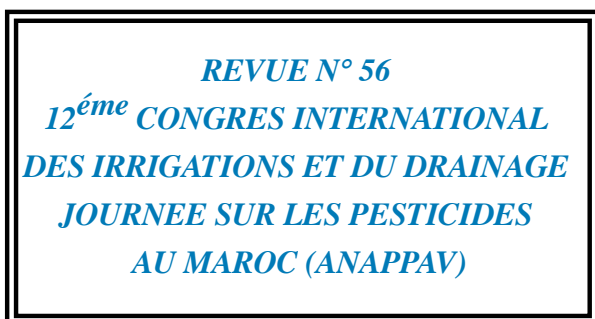 REVUE N° 56
12éme CONGRES INTERNATIONAL
DES IRRIGATIONS ET DU DRAINAGE
JOURNEE SUR LES PESTICIDES
AU MAROC (ANAPPAV)